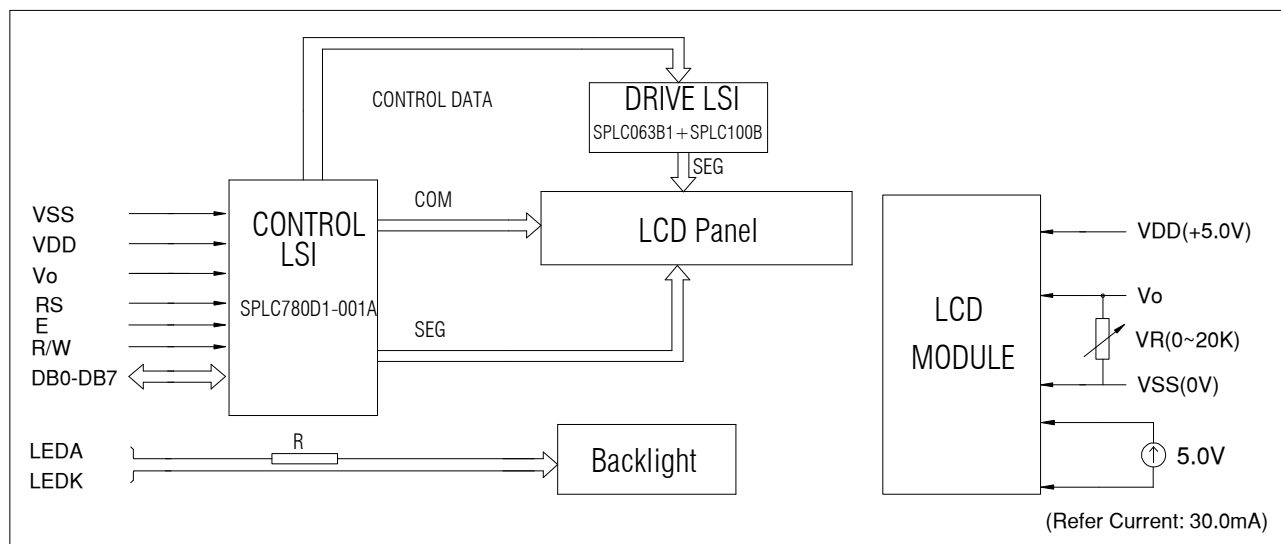 CONTROL DATA
DRIVE LSI
SPLC063B1+SPLC100B
SEG
VSS
VDD
Vo
RS
E
R/W
DB0-DB7
CONTROL
LSI
SPLC780D1-001A
COM
LCD Panel
SEG
LEDA
LEDK
R
Backlight
LCD
MODULE
VDD(+5.0V)
Vo
VR(0~20K)
VSS(0V)
5.0V
(Refer Current: 30.0mA)